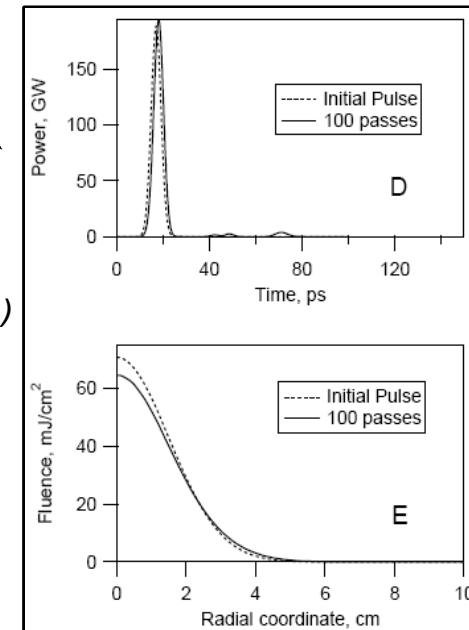 Power, GW
150
100
50
0
Initial Pulse
100 passes
D
0 40 80 120
Time, ps
)
Fluence, mJ/cm²
60
40
20
0
Initial Pulse
100 passes
E
0 2 4 6 8 10
Radial coordinate, cm